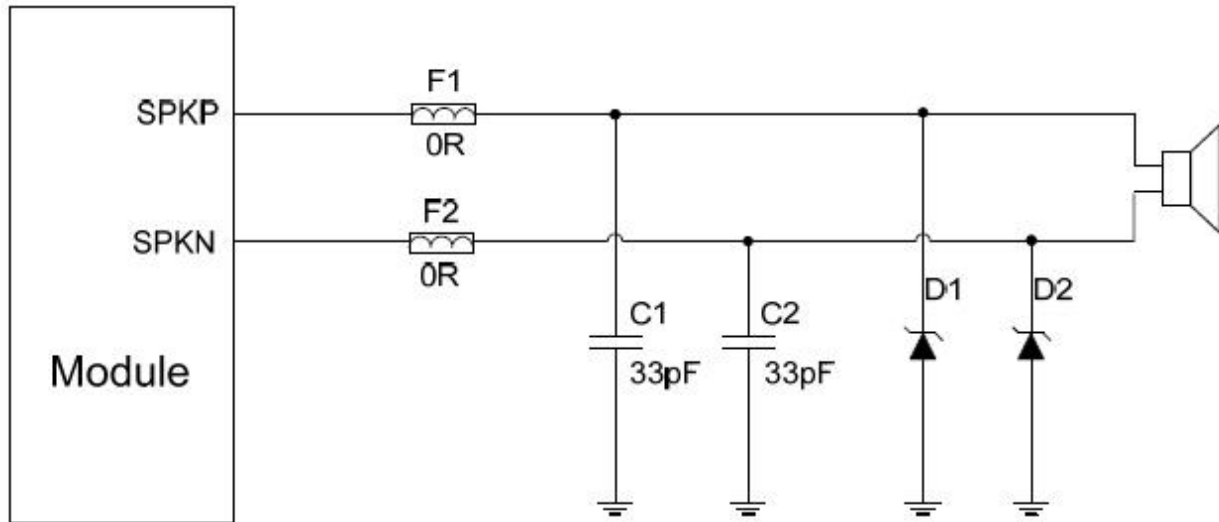 F1
SPKP
0R
F2
SPKN
0R
D1 D2
C1 C2
33pF 33pF
Module